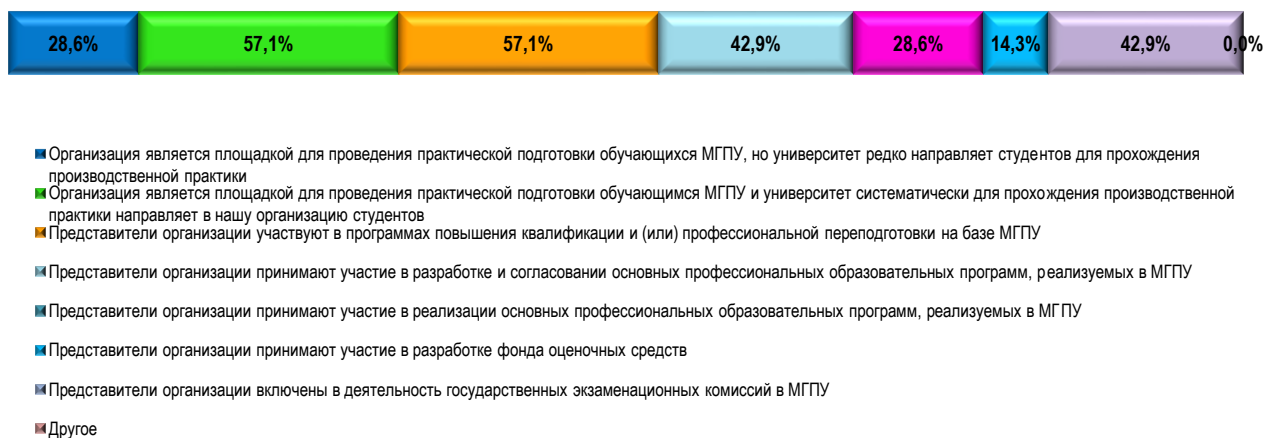 28,6% 57,1% 57,1% 42,9% 28,6% 14,3% 42,9% 0,0%
Организация является площадкой для проведения практической подготовки обучающихся МГПУ, но университет редко направляет студентов для прохождения
производственной практики
Организация является площадкой для проведения практической подготовки обучающимся МГПУ и университет систематически для прохождения производственной
практики направляет в нашу организацию студентов
Представители организации участвуют в программах повышения квалификации и (или) профессиональной переподготовки на базе МГПУ
Представители организации принимают участие в разработке и согласовании основных профессиональных образовательных программ, реализуемых в МГПУ
Представители организации принимают участие в реализации основных профессиональных образовательных программ, реализуемых в МГПУ
Представители организации принимают участие в разработке фонда оценочных средств
Представители организации включены в деятельность государственных экзаменационных комиссий в МГПУ
Другое